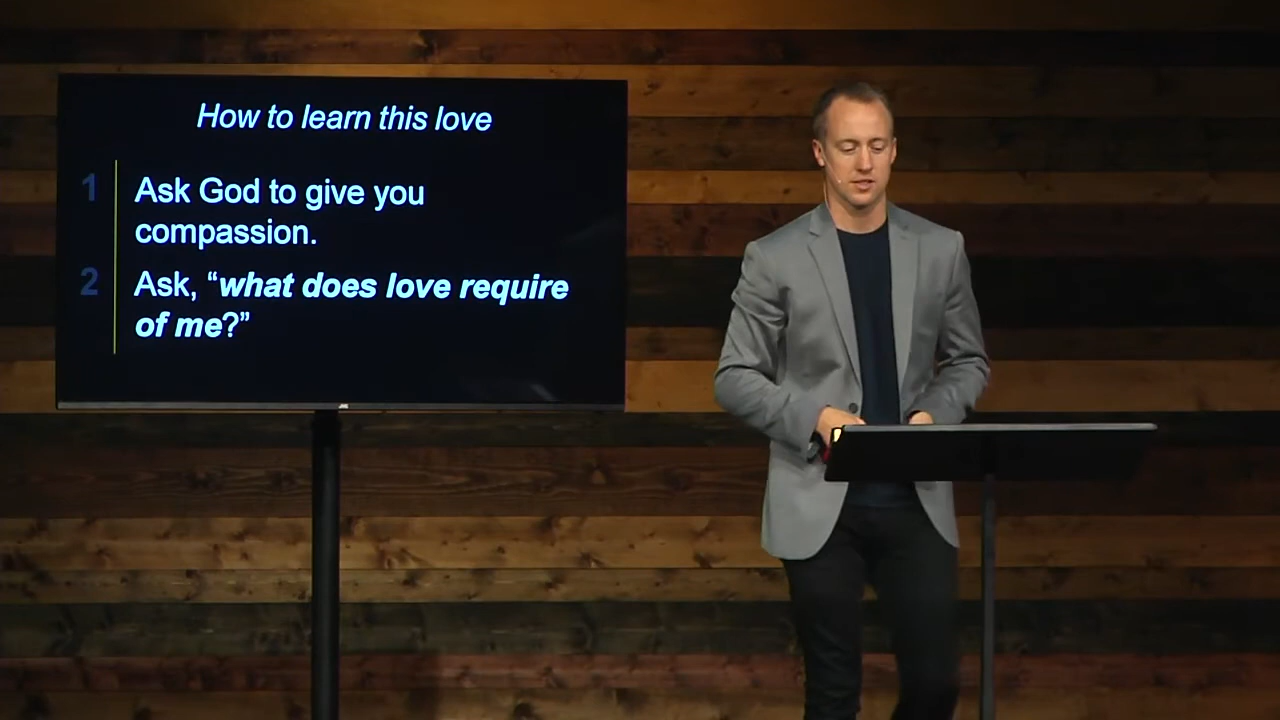 How to learn this love
1 Ask God to give you
compassion.
2 Ask, “what does love require
of me?”